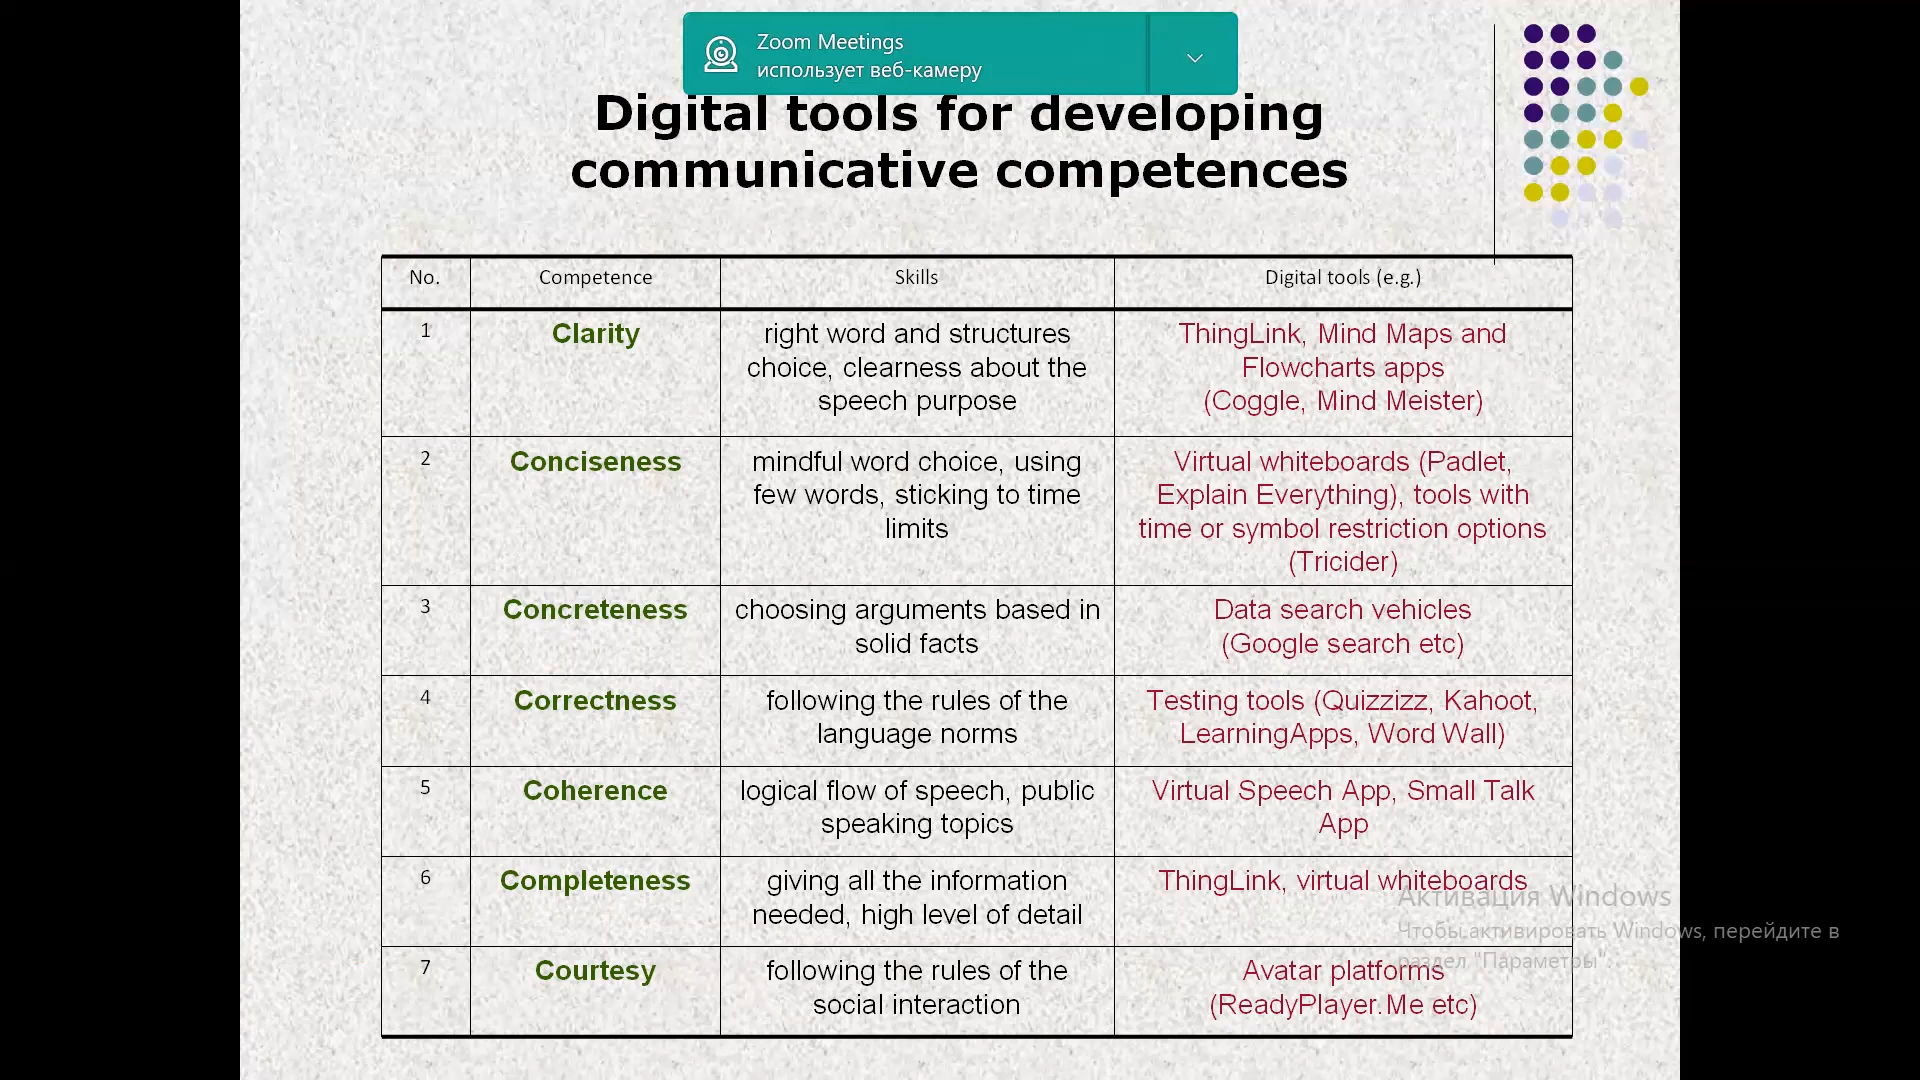 Zoom Meetings
использует веб-камеру
Digital tools for developing
communicative competences
No. Competence Skills Digital tools (e.g.)
1 Clarity right word and structures ThingLink, Mind Maps and
choice, clearness about the Flowcharts apps
speech purpose (Coggle, Mind Meister)
2 Conciseness mindful word choice, using Virtual whiteboards (Padlet,
few words, sticking to time Explain Everything), tools with
limits time or symbol restriction options
(Tricider)
3 Concreteness choosing arguments based in Data search vehicles
solid facts (Google search etc)
4 Correctness following the rules of the Testing tools (Quizzizz, Kahoot,
language norms LearningApps, Word Wall)
5 Coherence logical flow of speech, public Virtual Speech App, Small Talk
speaking topics App
6 Completeness giving all the information ThingLink, virtual whiteboards
needed, high level of detail
Активация Windows
Чтобы активировать Windows, перейдите в
раздел "Параметры".
7 Courtesy following the rules of the Avatar platforms
social interaction (ReadyPlayer.Me etc)